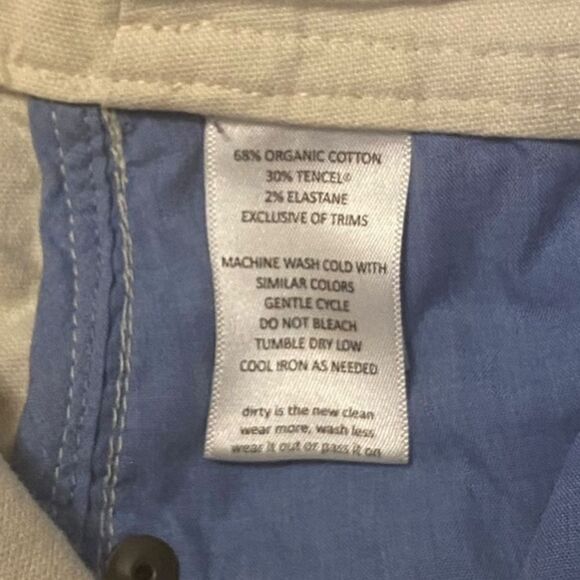 68% ORGANIC COTTON
30% TENCEL®
2% ELASTANE
EXCLUSIVE OF TRIMS
MACHINE WASH COLD WITH
SIMILAR COLORS
GENTLE CYCLE
DO NOT BLEACH
TUMBLE DRY LOW
COOL IRON AS NEEDED
dirty is the new clean
wear more, wash less
wear it out or pass it on